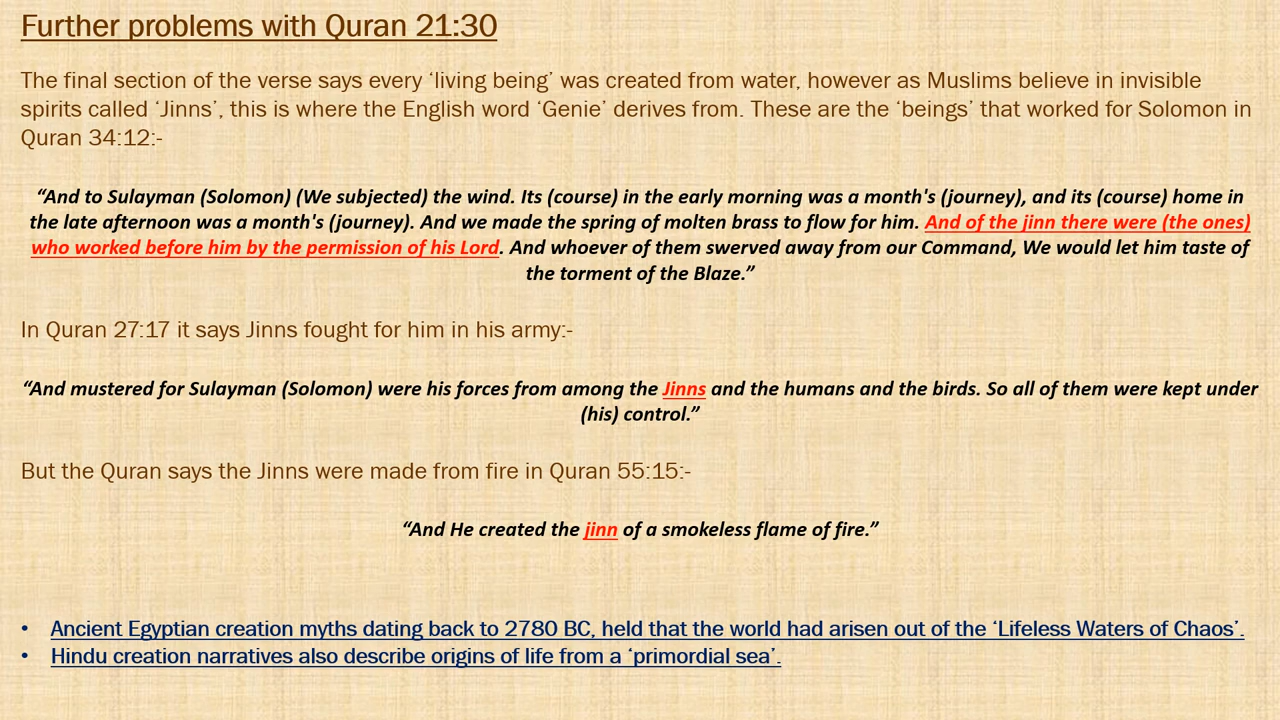 Further problems with Quran 21:30
The final section of the verse says every ‘living being’ was created from water, however as Muslims believe in invisible
spirits called ‘Jinns’, this is where the English word ‘Genie’ derives from. These are the ‘beings’ that worked for Solomon in
Quran 34:12:-
“And to Sulayman (Solomon) (We subjected) the wind. Its (course) in the early morning was a month's (journey), and its (course) home in
the late afternoon was a month's (journey). And we made the spring of molten brass to flow for him. And of the jinn there were (the ones)
who worked before him by the permission of his Lord. And whoever of them swerved away from our Command, We would let him taste of
the torment of the Blaze.”
In Quran 27:17 it says Jinns fought for him in his army:-
“And mustered for Sulayman (Solomon) were his forces from among the Jinns and the humans and the birds. So all of them were kept under
(his) control.”
But the Quran says the Jinns were made from fire in Quran 55:15:-
“And He created the jinn of a smokeless flame of fire.”
• Ancient Egyptian creation myths dating back to 2780 BC, held that the world had arisen out of the ‘Lifeless Waters of Chaos’.
• Hindu creation narratives also describe origins of life from a ‘primordial sea’.